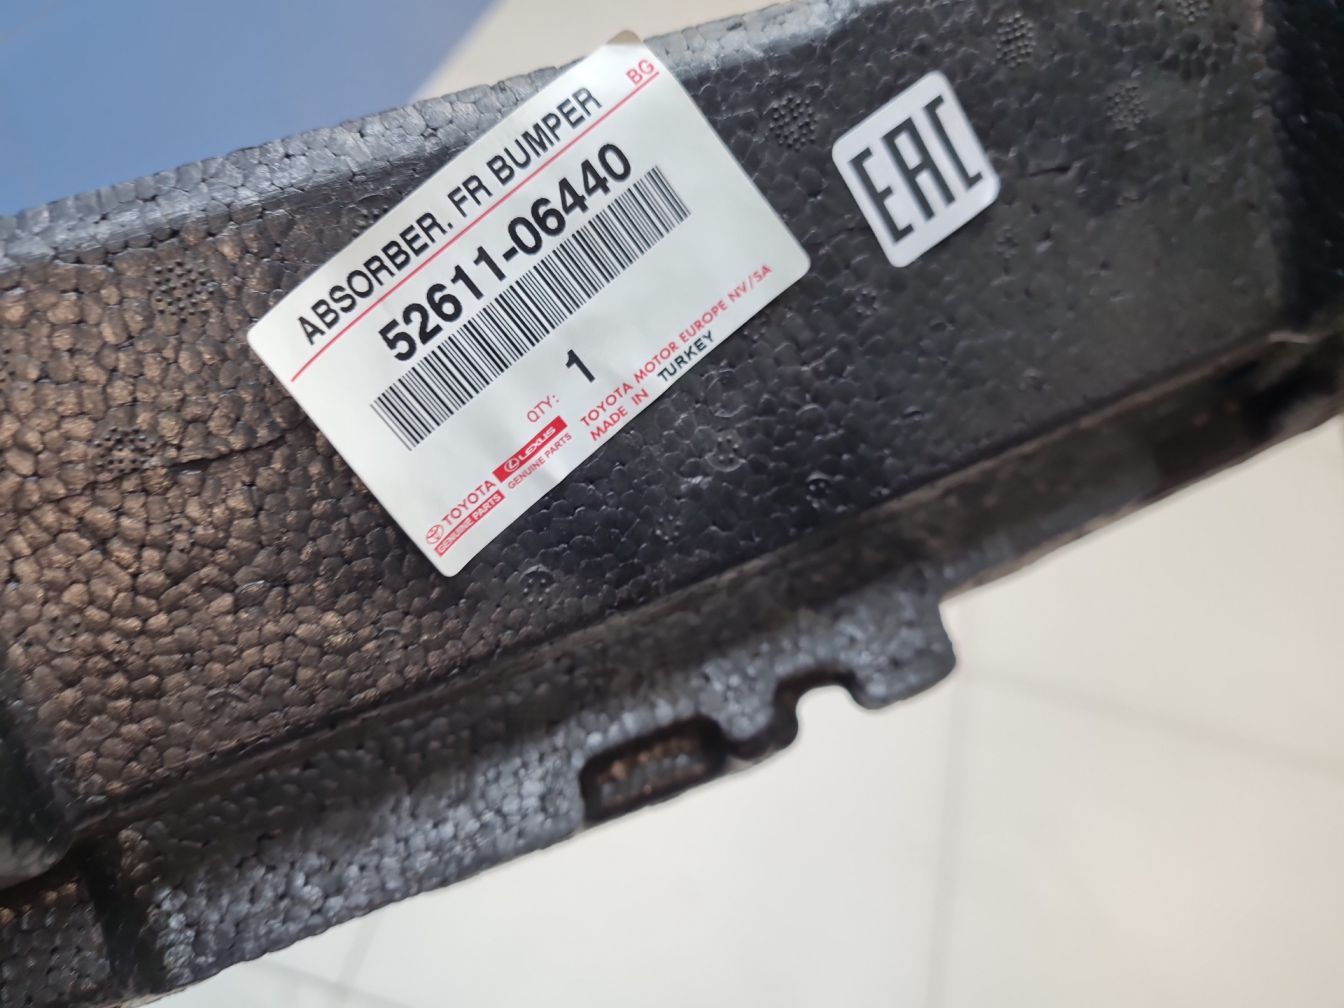 BG
ABSORBER. FR BUMPER
52611-06440
QTY: 1
TOYOTA
GENUINE PARTS
LEXUS
GENUINE PARTS
TOYOTA MOTOR EUROPE NV/SA
MADE IN TURKEY
EAC